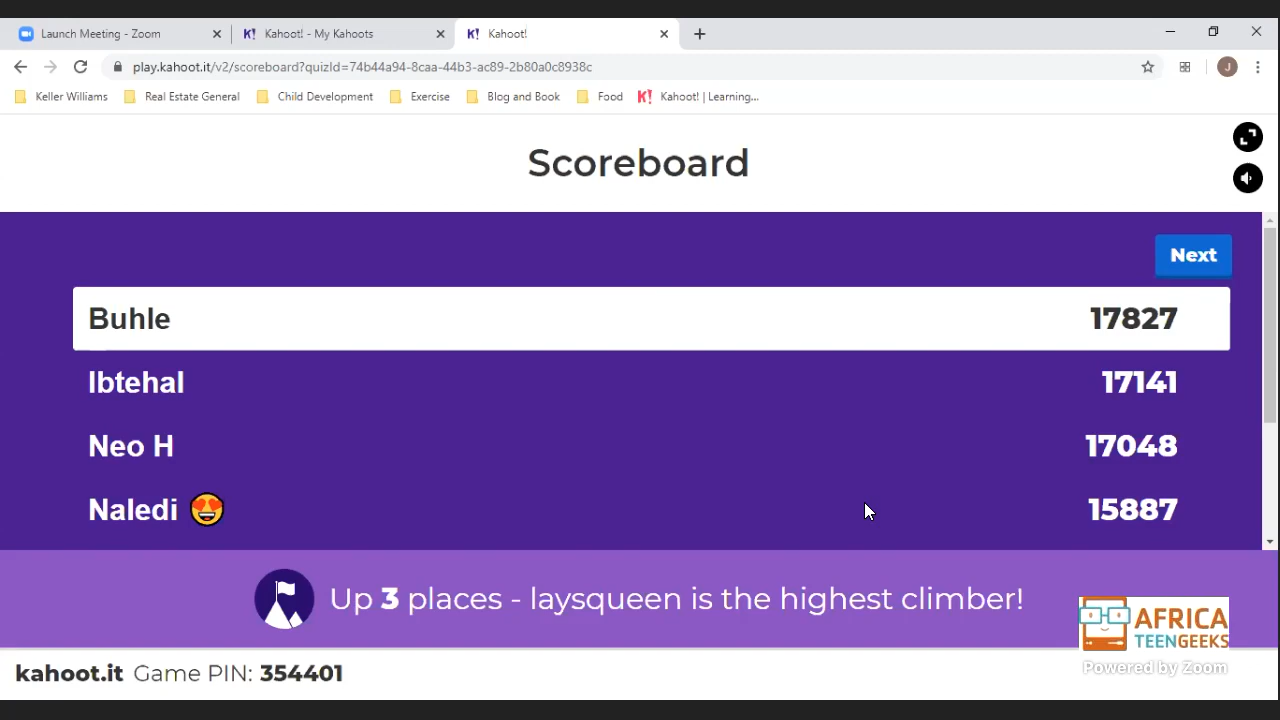 Launch Meeting - Zoom
Kahoot! - My Kahoots
Kahoot!
play.kahoot.it/v2/scoreboard?quizId=74b44a94-8caa-44b3-ac89-2b80a0c8938c
J
Keller Williams
Real Estate General
Child Development
Exercise
Blog and Book
Food
Kahoot! | Learning...
Scoreboard
Next
Buhle 17827
Ibtehal 17141
Neo H 17048
Naledi 😍 15887
Up 3 places - laysqueen is the highest climber!
AFRICA
TEENGEEKS
Powered by Zoom
kahoot.it Game PIN: 354401